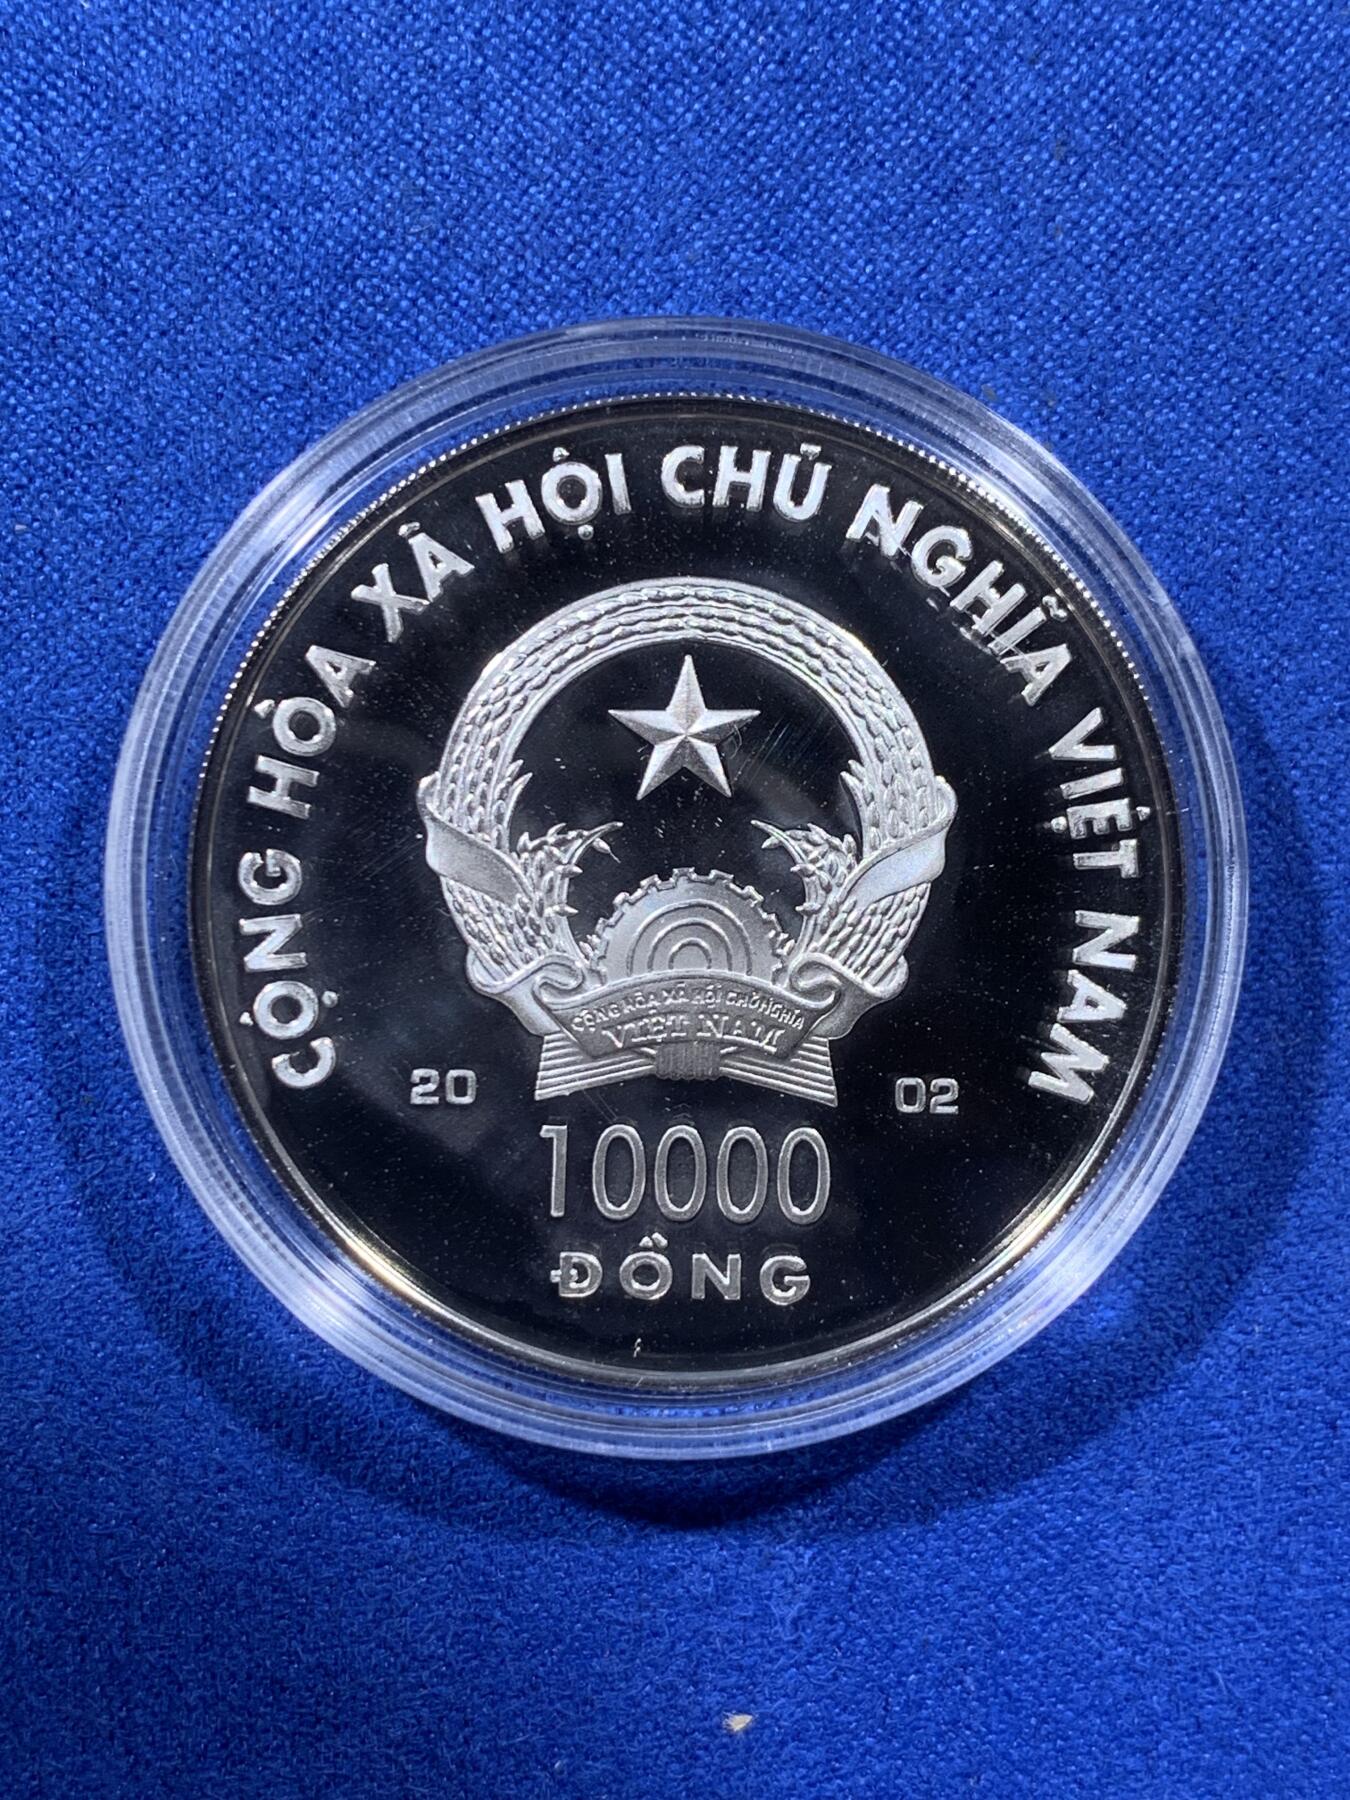 CỘNG HÒA XÃ HỘI CHỦ NGHĨA VIỆT NAM
CỘNG HÒA XÃ HỘI CHỦ NGHĨA
VIỆT NAM
20 02
10000
ĐỒNG